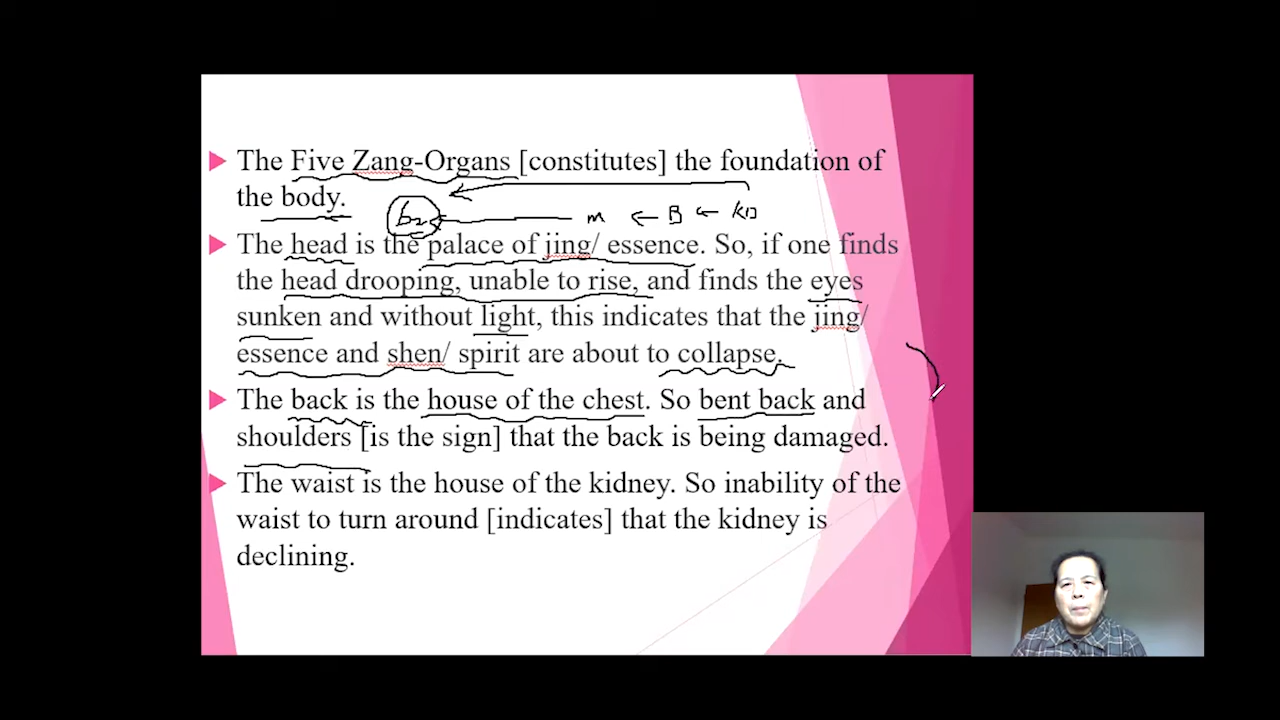 The Five Zang-Organs [constitutes] the foundation of
the body.
m ← B ← KD
The head is the palace of jing/ essence. So, if one finds
the head drooping, unable to rise, and finds the eyes
sunken and without light, this indicates that the jing/
essence and shen/ spirit are about to collapse.
The back is the house of the chest. So bent back and
shoulders [is the sign] that the back is being damaged.
The waist is the house of the kidney. So inability of the
waist to turn around [indicates] that the kidney is
declining.